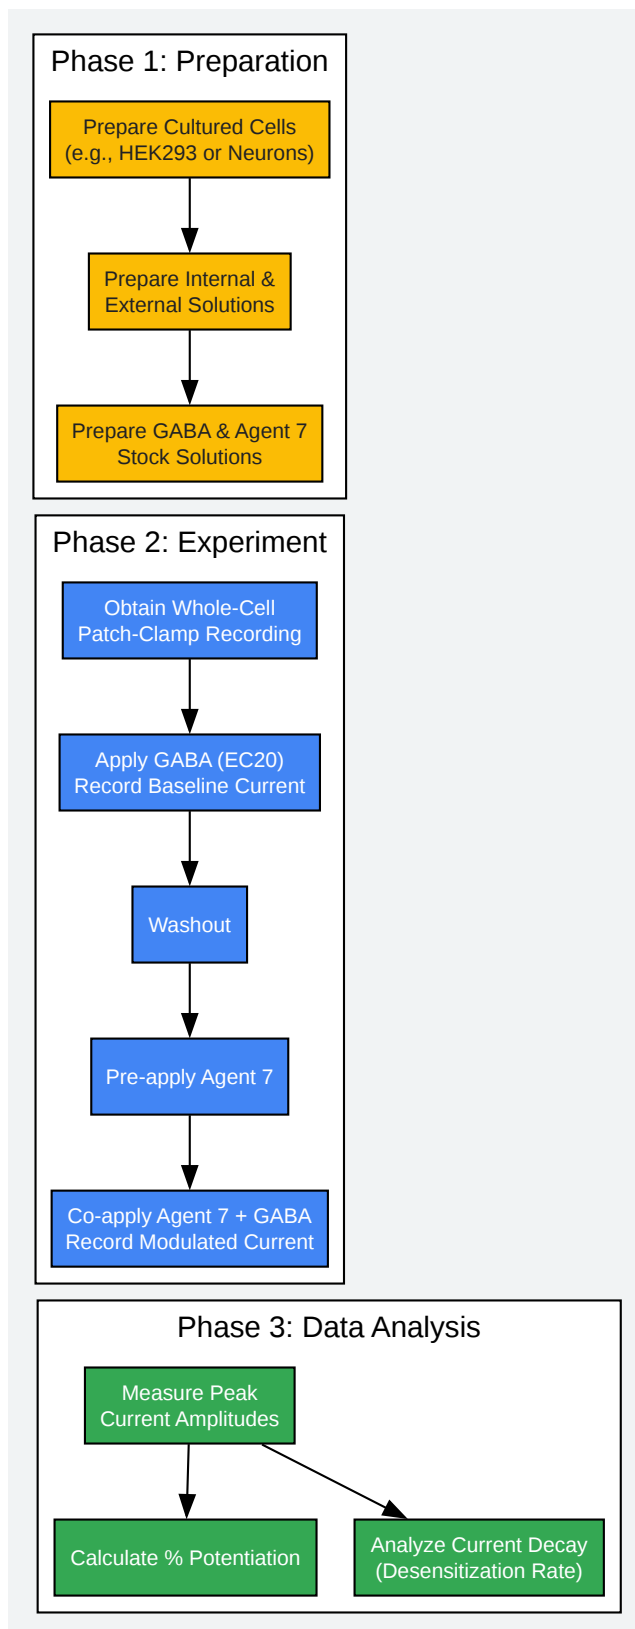 Phase 1: Preparation
Prepare Cultured Cells
(e.g., HEK293 or Neurons)
Prepare Internal &
External Solutions
Prepare GABA & Agent 7
Stock Solutions
Phase 2: Experiment
Obtain Whole-Cell
Patch-Clamp Recording
Apply GABA (EC20)
Record Baseline Current
Washout
Pre-apply Agent 7
Co-apply Agent 7 + GABA
Record Modulated Current
Phase 3: Data Analysis
Measure Peak
Current Amplitudes
Calculate % Potentiation
Analyze Current Decay
(Desensitization Rate)